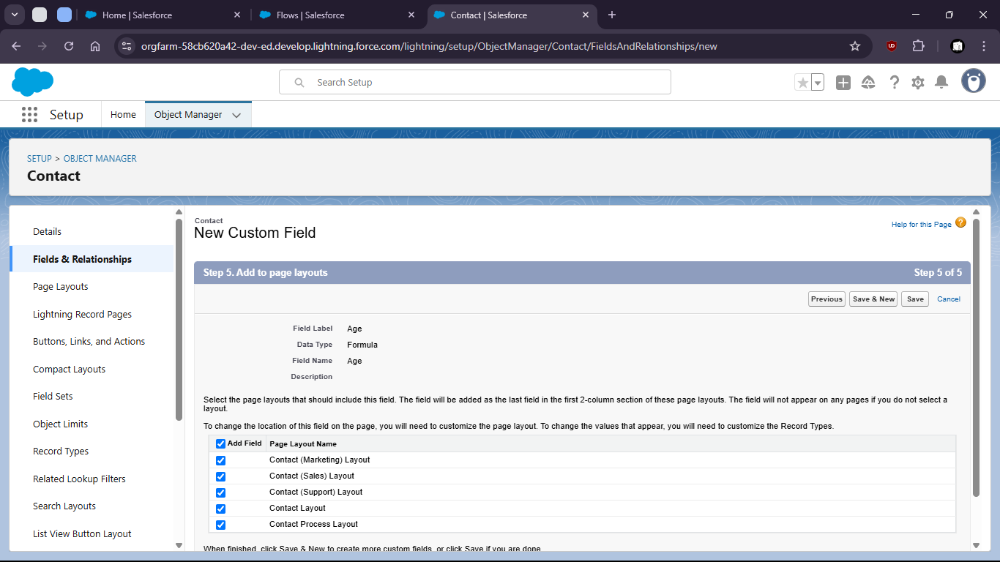 Home | Salesforce
Flows | Salesforce
Contact | Salesforce
orgfarm-58cb620a42-dev-ed.develop.lightning.force.com/lightning/setup/ObjectManager/Contact/FieldsAndRelationships/new
Search Setup
Setup
Home
Object Manager
SETUP > OBJECT MANAGER
Contact
Details
Fields & Relationships
Page Layouts
Lightning Record Pages
Buttons, Links, and Actions
Compact Layouts
Field Sets
Object Limits
Record Types
Related Lookup Filters
Search Layouts
List View Button Layout
Contact
New Custom Field
Help for this Page ?
Step 5. Add to page layouts Step 5 of 5
Previous Save & New Save Cancel
Field Label Age
Data Type Formula
Field Name Age
Description
Select the page layouts that should include this field. The field will be added as the last field in the first 2-column section of these page layouts. The field will not appear on any pages if you do not select a
layout.
To change the location of this field on the page, you will need to customize the page layout. To change the values that appear, you will need to customize the Record Types.
Add Field Page Layout Name
Contact (Marketing) Layout
Contact (Sales) Layout
Contact (Support) Layout
Contact Layout
Contact Process Layout
When finished, click Save & New to create more custom fields, or click Save if you are done.